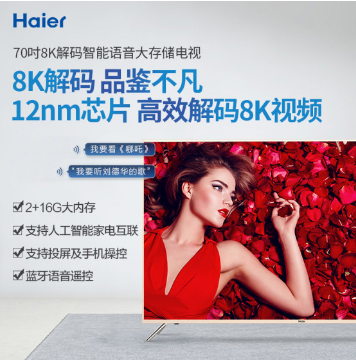 Haier
70吋8K解码智能语音大存储电视
8K解码 品鉴不凡
12nm芯片 高效解码8K视频
我要看《哪吒》
“我要听刘德华的歌”
2+16G大内存
支持人工智能家电互联
支持投屏及手机操控
蓝牙语音遥控